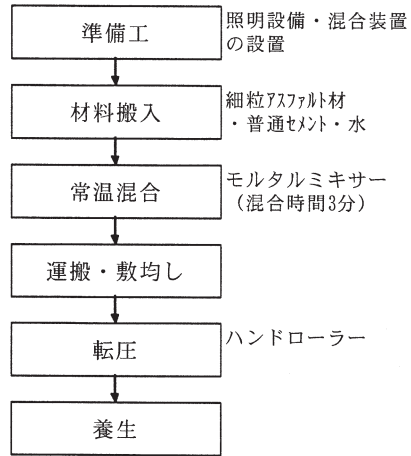 準備工
照明設備・混合装置
の設置
材料搬入
細粒ｱｽﾌｧﾙﾄ材
・普通ｾﾒﾝﾄ・水
常温混合
モルタルミキサー
（混合時間3分）
運搬・敷均し
転圧
ハンドローラー
養生